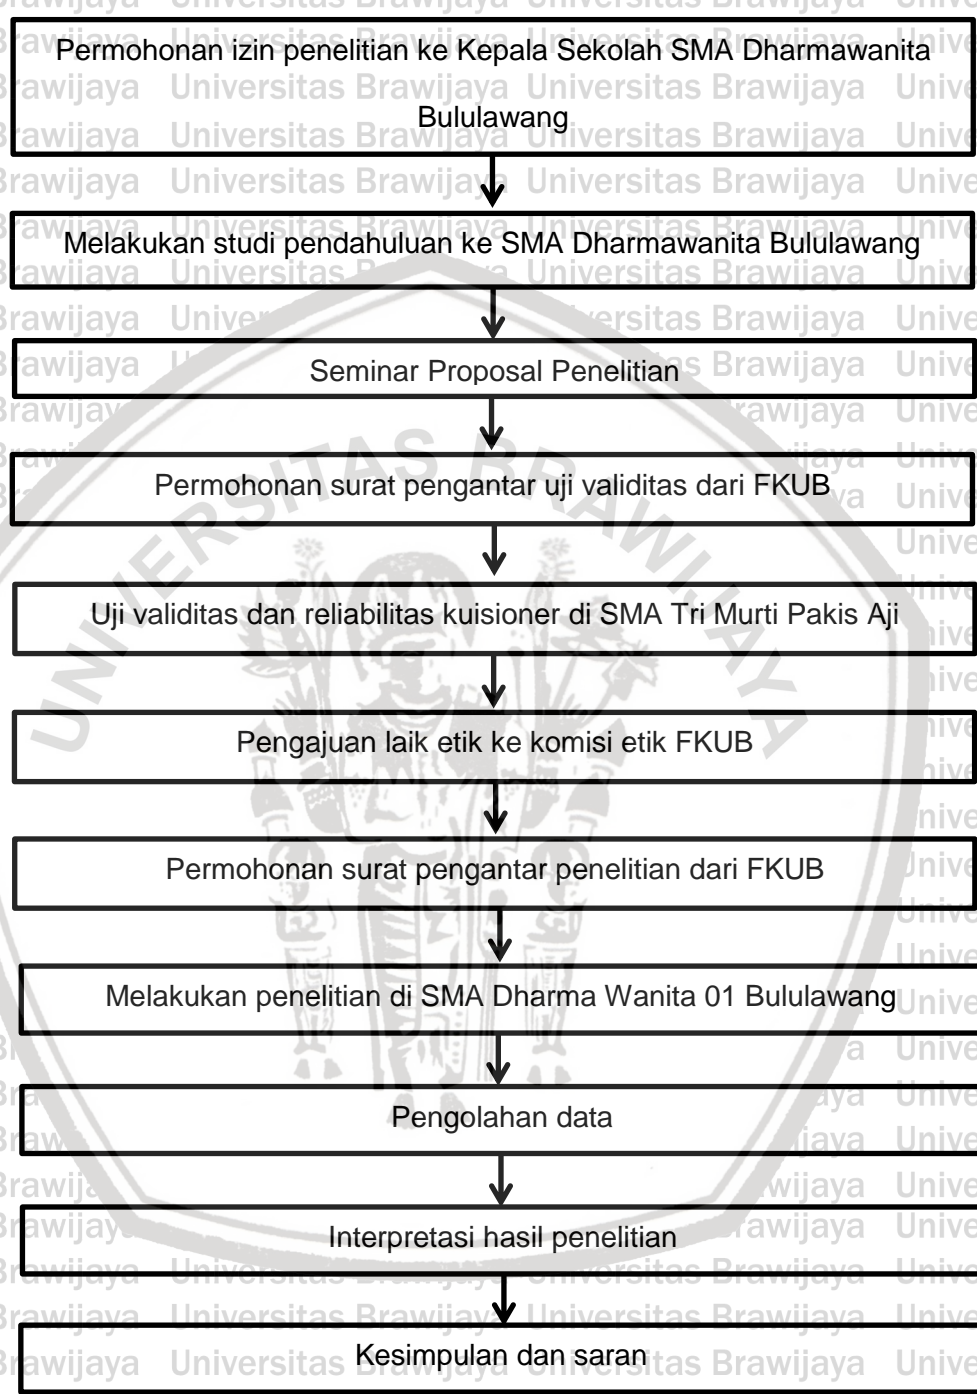 Permohonan izin penelitian ke Kepala Sekolah SMA Dharmawanita
Bululawang
Melakukan studi pendahuluan ke SMA Dharmawanita Bululawang
Seminar Proposal Penelitian
Permohonan surat pengantar uji validitas dari FKUB
Uji validitas dan reliabilitas kuisioner di SMA Tri Murti Pakis Aji
Pengajuan laik etik ke komisi etik FKUB
Permohonan surat pengantar penelitian dari FKUB
Melakukan penelitian di SMA Dharma Wanita 01 Bululawang
Pengolahan data
Interpretasi hasil penelitian
Kesimpulan dan saran
UNIVERSITAS BRAWIJAYA